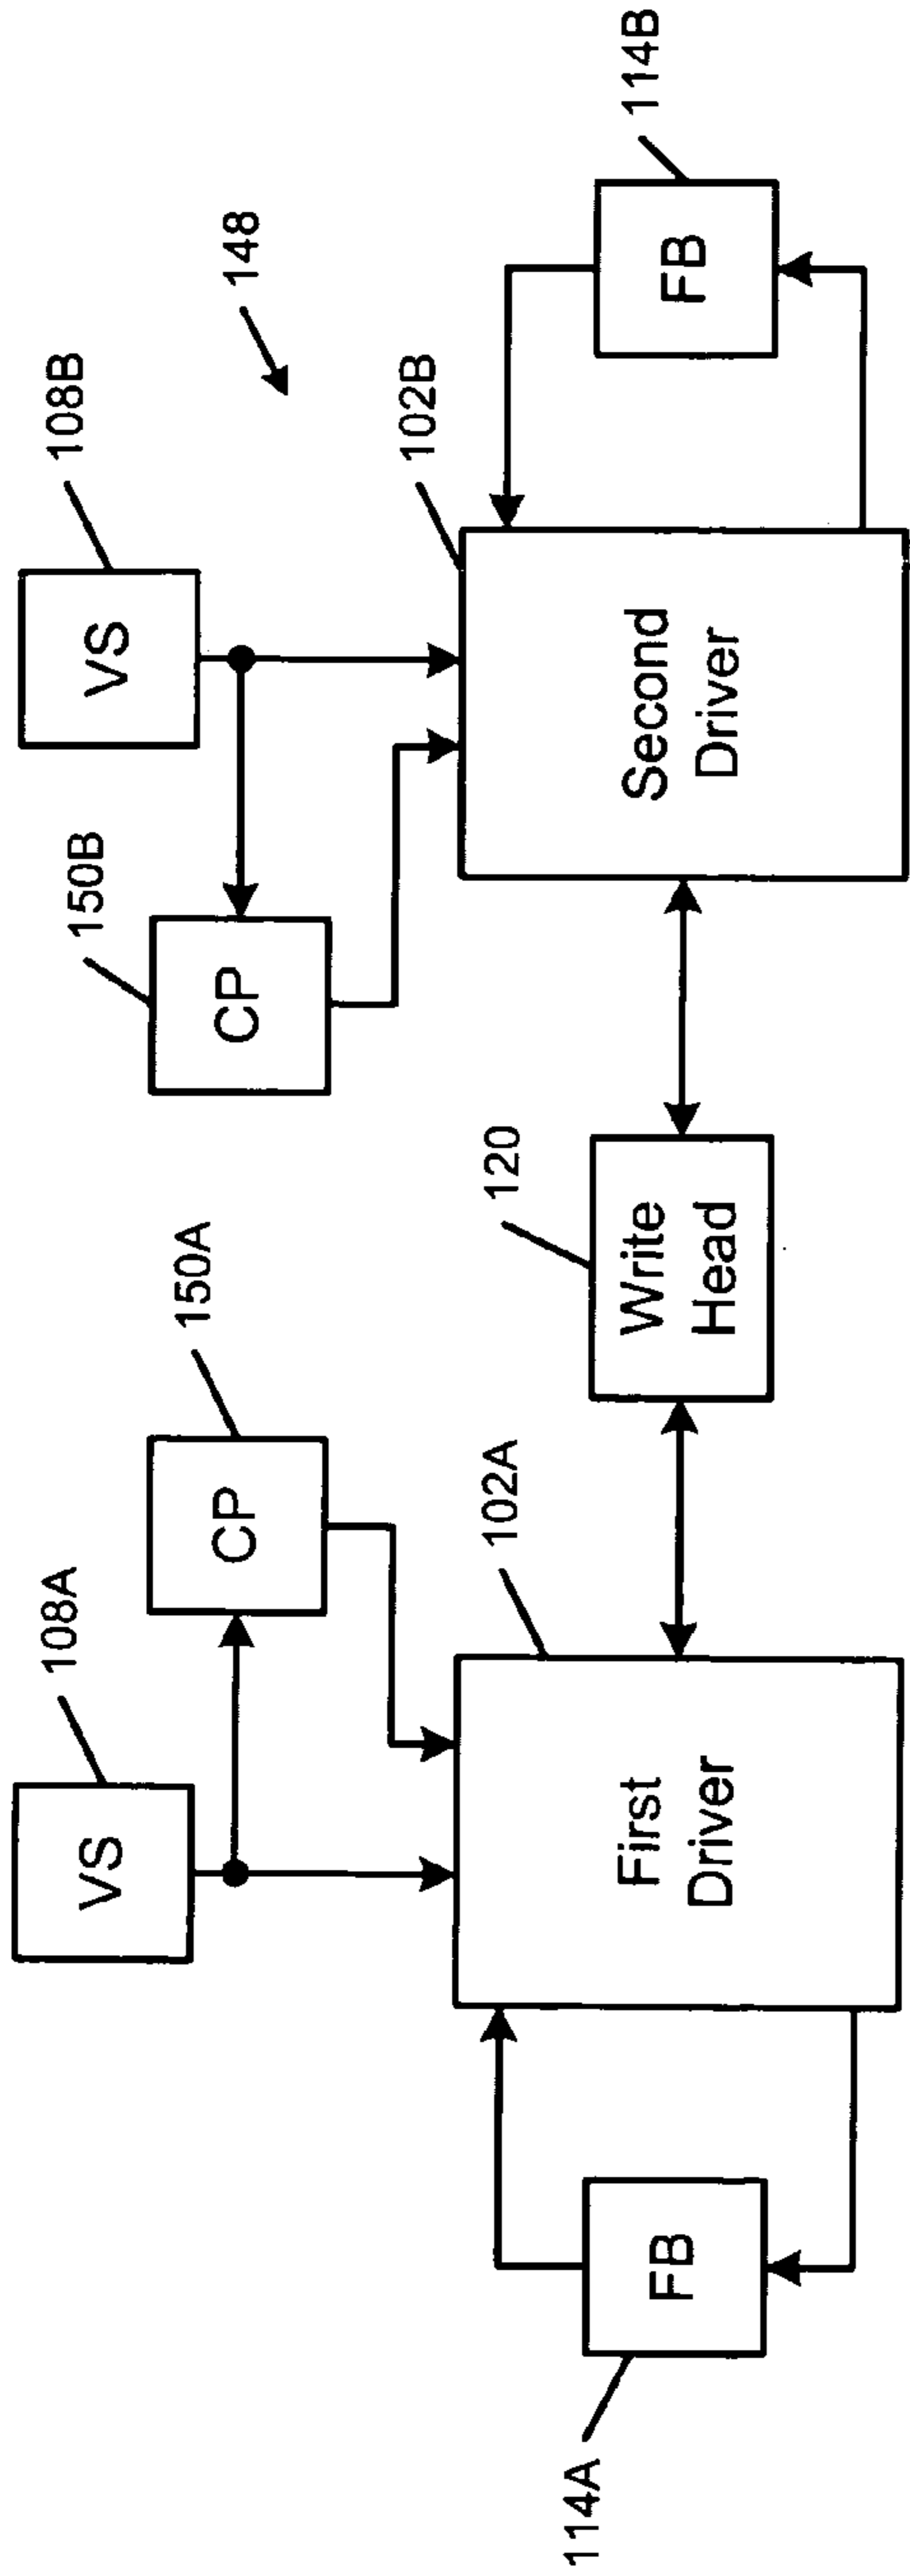 108A
VS
150A
CP
108B
VS
150B
CP
148
102A
First
Driver
120
Write
Head
102B
Second
Driver
114A
FB
114B
FB